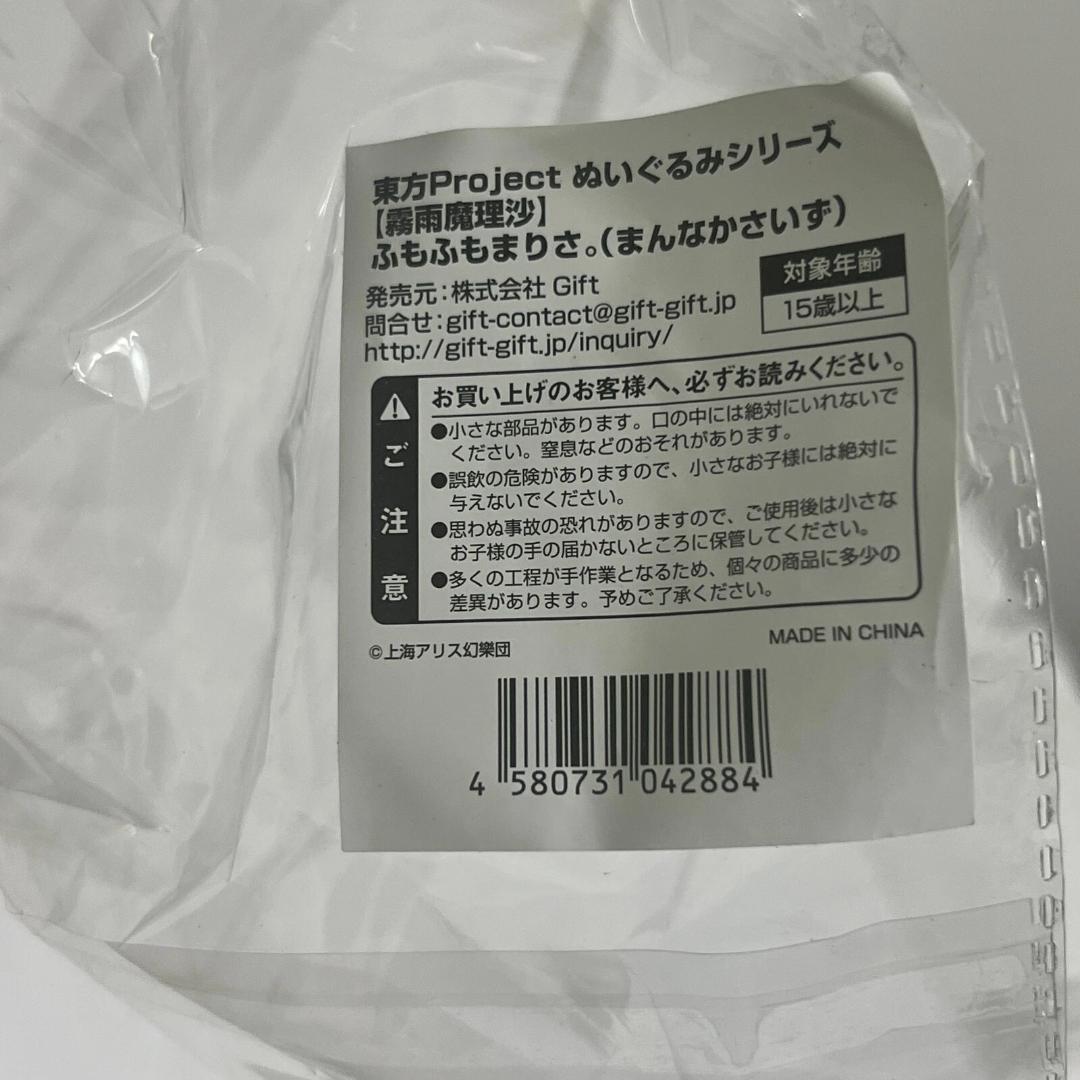 東方Project ぬいぐるみシリーズ
【霧雨魔理沙】
ふもふもまりさ。(まんなかさいず)
発売元:株式会社 Gift
問合せ:gift-contact@gift-gift.jp
http://gift-gift.jp/inquiry/
対象年齢
15歳以上
ご注意
お買い上げのお客様へ、必ずお読みください。
●小さな部品があります。口の中には絶対にいれないで
ください。窒息などのおそれがあります。
●誤飲の危険がありますので、小さなお子様には絶対に
与えないでください。
●思わぬ事故の恐れがありますので、ご使用後は小さな
お子様の手の届かないところに保管してください。
●多くの工程が手作業となるため、個々の商品に多少の
差異があります。予めご了承ください。
©上海アリス幻樂団
MADE IN CHINA
4 580731 042884